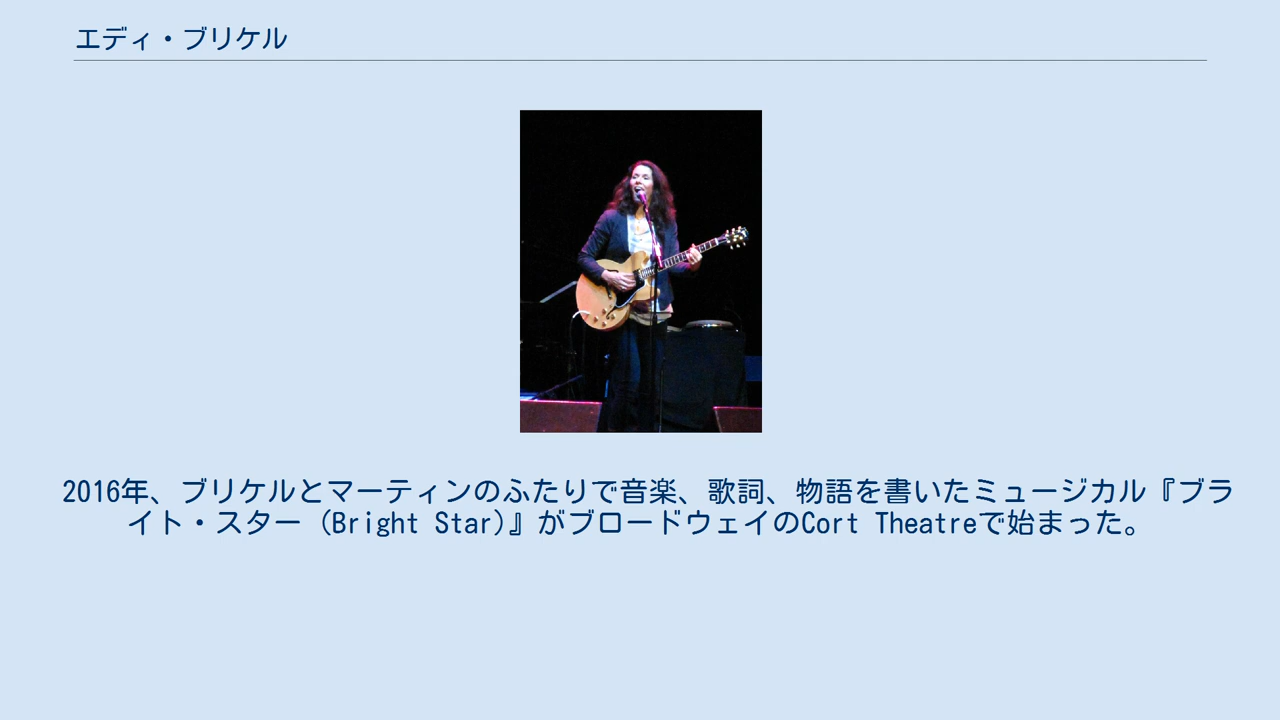 エディ・ブリケル
2016年、ブリケルとマーティンのふたりで音楽、歌詞、物語を書いたミュージカル『ブラ
イト・スター (Bright Star)』がブロードウェイのCort Theatreで始まった。